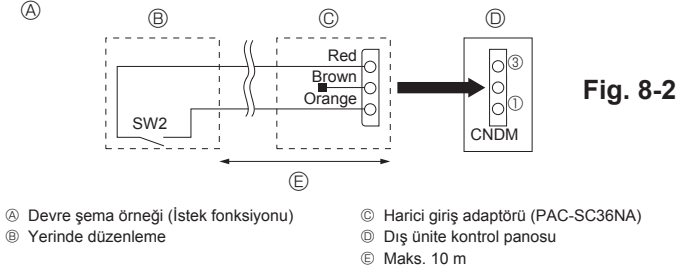 Ⓐ
Ⓑ Ⓒ Ⓓ
Red
Brown
Orange
SW2
③
①
CNDM
Fig. 8-2
Ⓔ
Ⓐ Devre şema örneği (İstek fonksiyonu)
Ⓑ Yerinde düzenleme
Ⓒ Harici giriş adaptörü (PAC-SC36NA)
Ⓓ Dış ünite kontrol panosu
Ⓔ Maks. 10 m